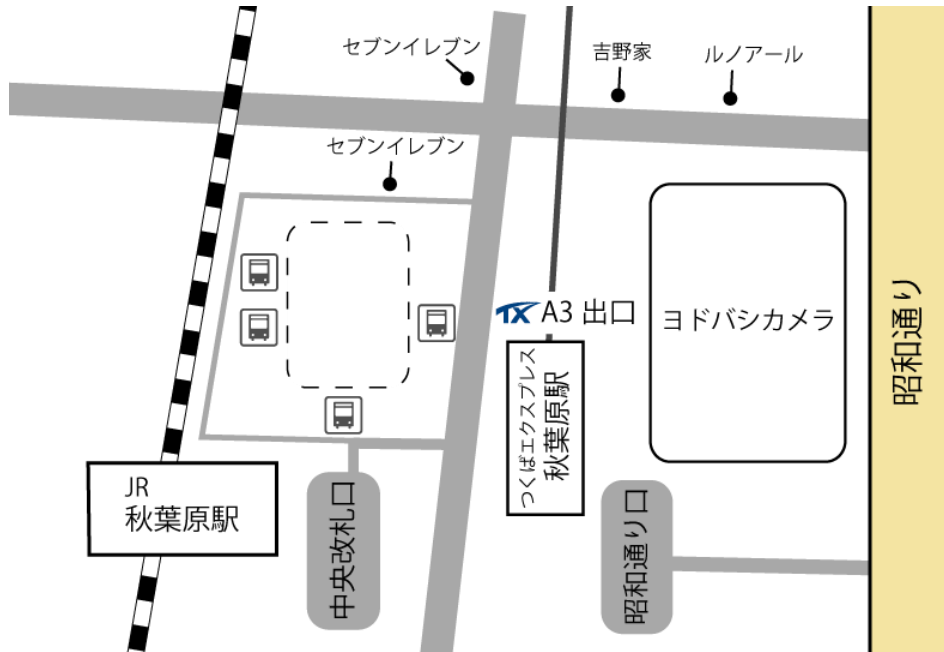 セブンイレブン
吉野家
ルノアール
セブンイレブン
TX A3 出口
ヨドバシカメラ
昭和通り
つくばエクスプレス
秋葉原駅
JR
秋葉原駅
中央改札口
昭和通り口